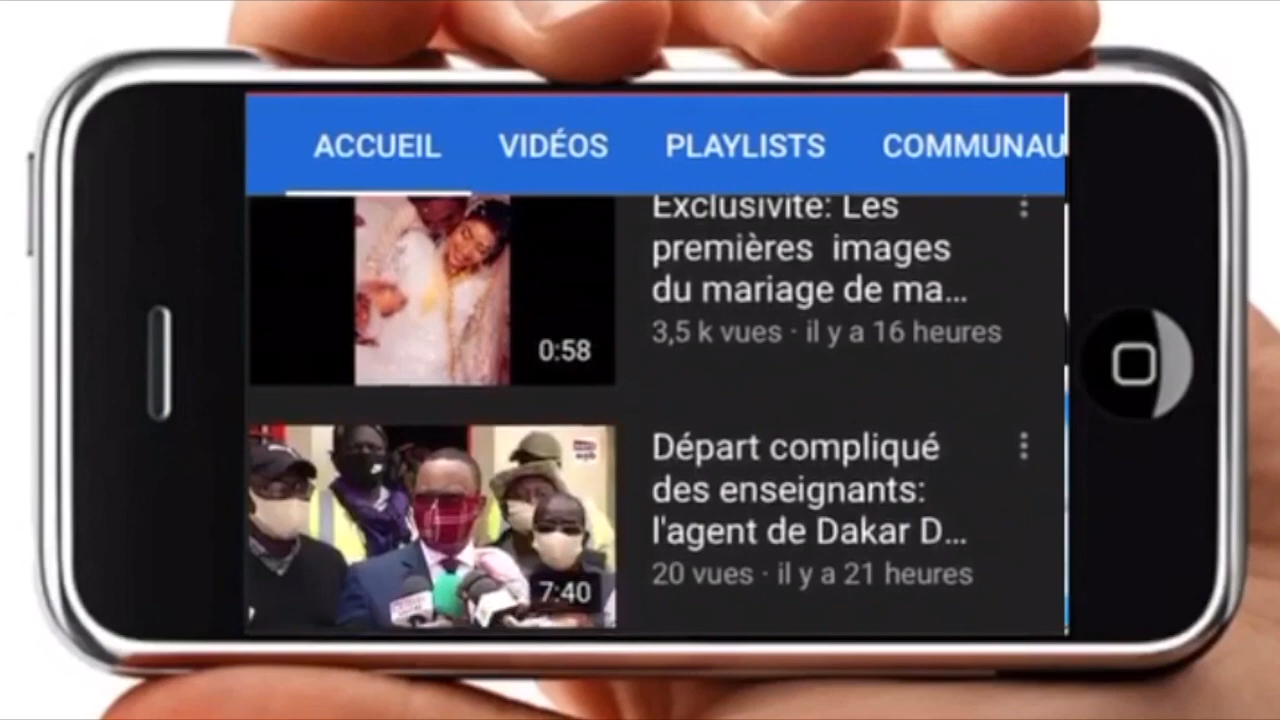 ACCUEIL VIDÉOS PLAYLISTS COMMUNAU
Exclusivité: Les
premières images
du mariage de ma...
3,5 k vues · il y a 16 heures
0:58
Départ compliqué
des enseignants:
l'agent de Dakar D...
20 vues · il y a 21 heures
7:40